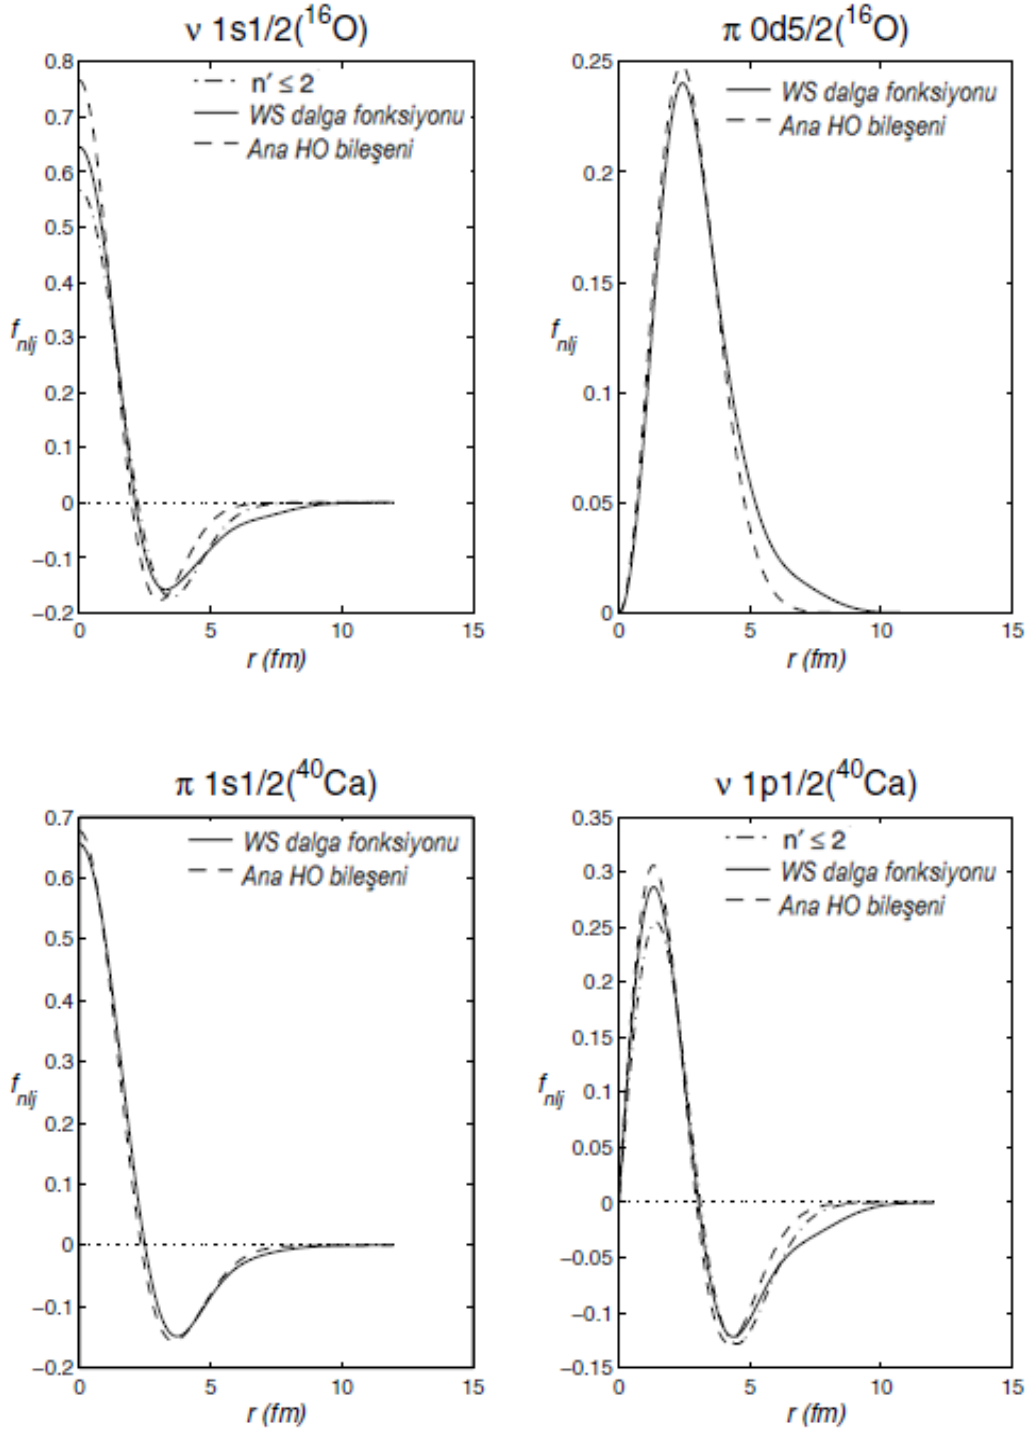 ν 1s1/2(¹⁶O)
0.8
0.7
0.6
0.5
0.4
0.3
0.2
0.1
0
−0.1
−0.2
0 5 10 15
f_nlj
r (fm)
n′ ≤ 2
WS dalga fonksiyonu
Ana HO bileşeni
π 0d5/2(¹⁶O)
0.25
0.2
0.15
0.1
0.05
0
0 5 10 15
f_nlj
r (fm)
WS dalga fonksiyonu
Ana HO bileşeni
π 1s1/2(⁴⁰Ca)
0.7
0.6
0.5
0.4
0.3
0.2
0.1
0
−0.1
−0.2
0 5 10 15
f_nlj
r (fm)
WS dalga fonksiyonu
Ana HO bileşeni
ν 1p1/2(⁴⁰Ca)
0.35
0.3
0.25
0.2
0.15
0.1
0.05
0
−0.05
−0.1
−0.15
0 5 10 15
f_nlj
r (fm)
n′ ≤ 2
WS dalga fonksiyonu
Ana HO bileşeni